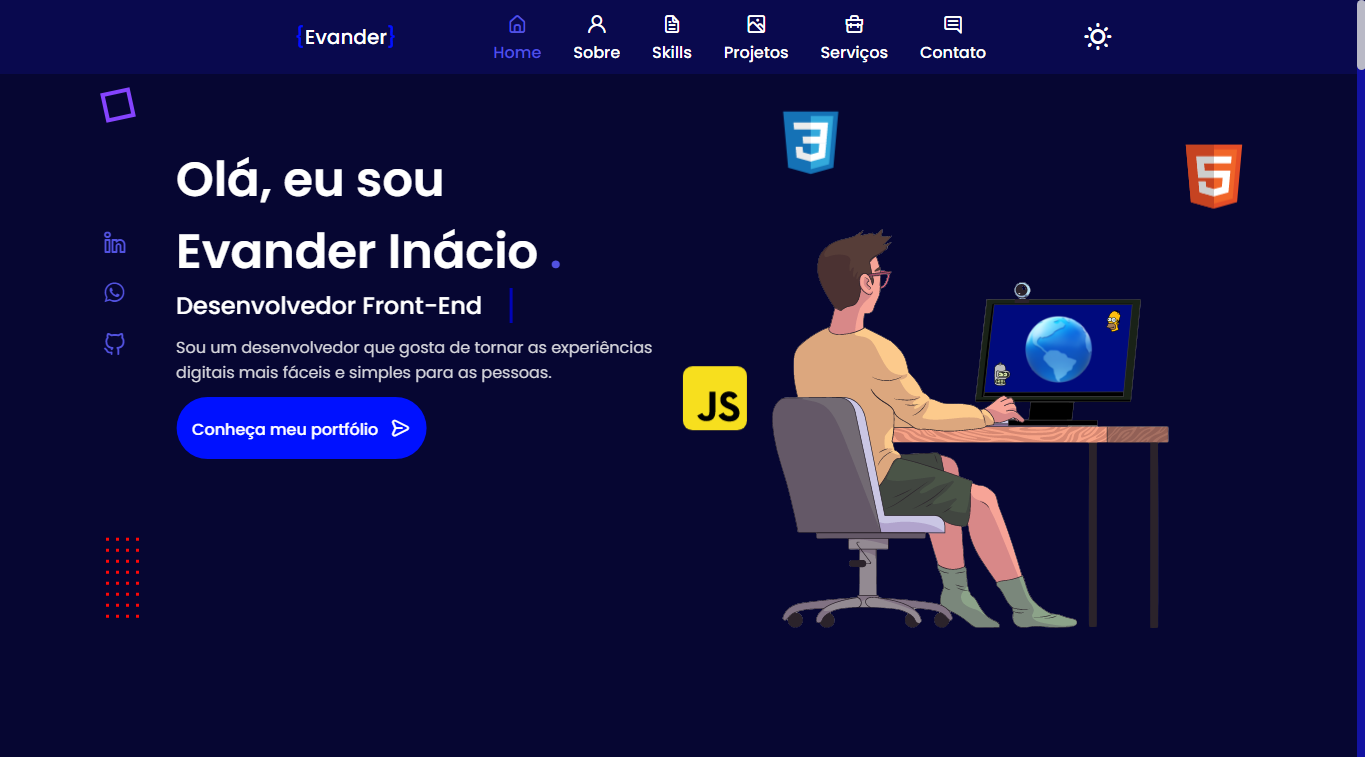 {Evander}
Home
Sobre
Skills
Projetos
Serviços
Contato
Olá, eu sou
Evander Inácio .
Desenvolvedor Front-End
Sou um desenvolvedor que gosta de tornar as experiências
digitais mais fáceis e simples para as pessoas.
Conheça meu portfólio
3
5
JS